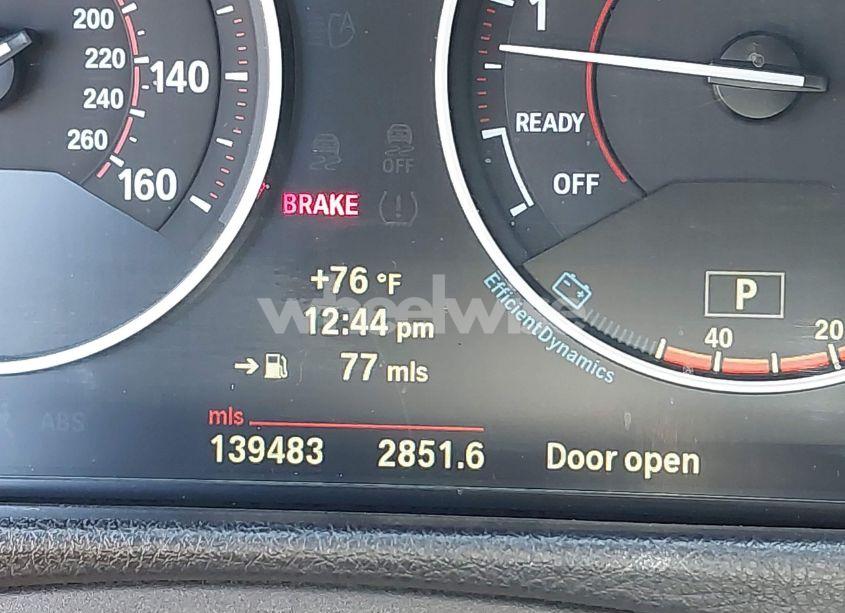 200
220
240
260
140
160
1
READY
OFF
OFF
BRAKE
+76 °F
12:44 pm
wheelwire
77 mls
EfficientDynamics
P
40
20
ABS
mls
139483 2851.6 Door open